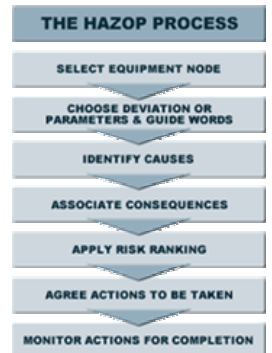 THE HAZOP PROCESS
SELECT EQUIPMENT NODE
CHOOSE DEVIATION OR
PARAMETERS & GUIDE WORDS
IDENTIFY CAUSES
ASSOCIATE CONSEQUENCES
APPLY RISK RANKING
AGREE ACTIONS TO BE TAKEN
MONITOR ACTIONS FOR COMPLETION